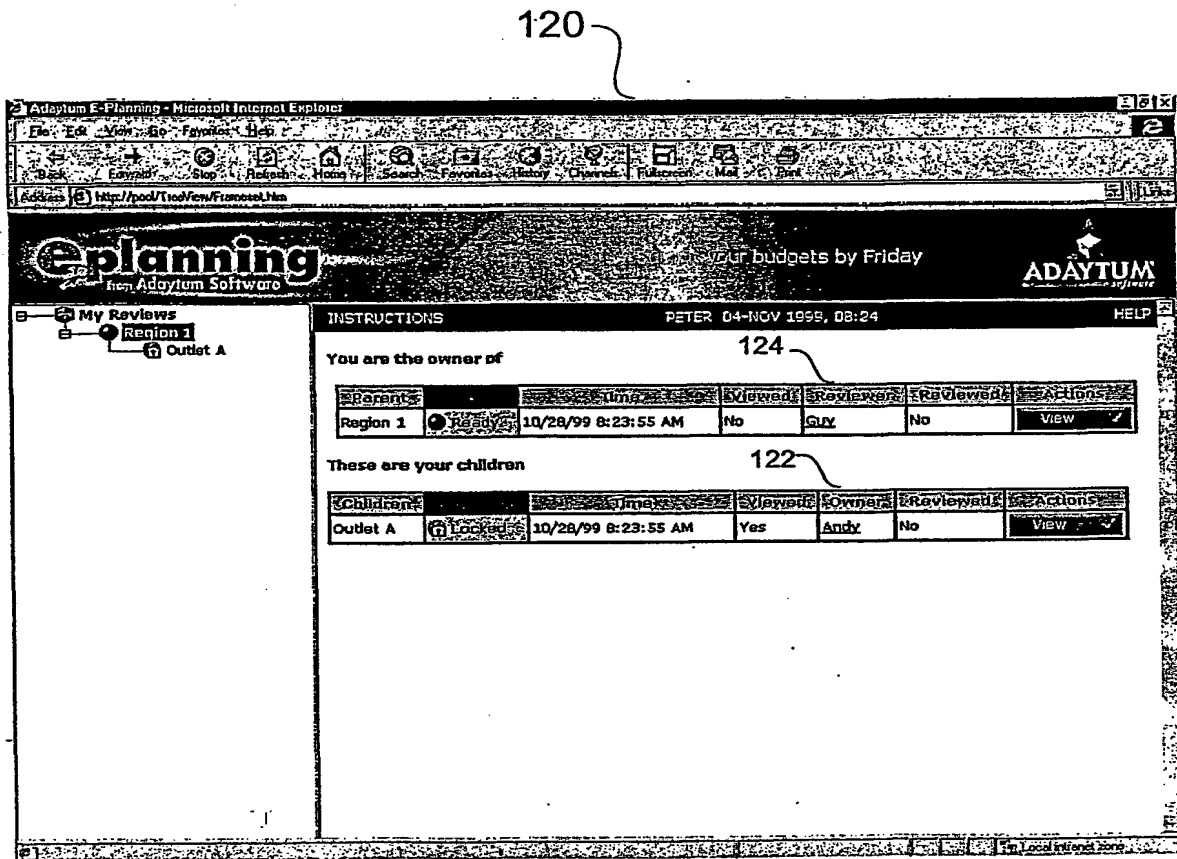 120
Adaytum E-Planning - Microsoft Internet Explorer
File Edit View Go Favorites Help
Back Forward Stop Refresh Home Search Favorites History Channels Fullscreen Mail Print
Address http://pool/TreeView/Frameset.htm
eplanning
from Adaytum Software
your budgets by Friday
ADAYTUM
software
My Reviews
Region 1
Outlet A
INSTRUCTIONS PETER 04-NOV 1999, 08:24 HELP
You are the owner of
124
Parent Time Viewed Reviewer Reviewed Actions
Region 1 Ready 10/28/99 8:23:55 AM No Guy No View
These are your children
122
Children Time Viewed Owner Reviewed Actions
Outlet A Locked 10/28/99 8:23:55 AM Yes Andy No View
Local intranet zone